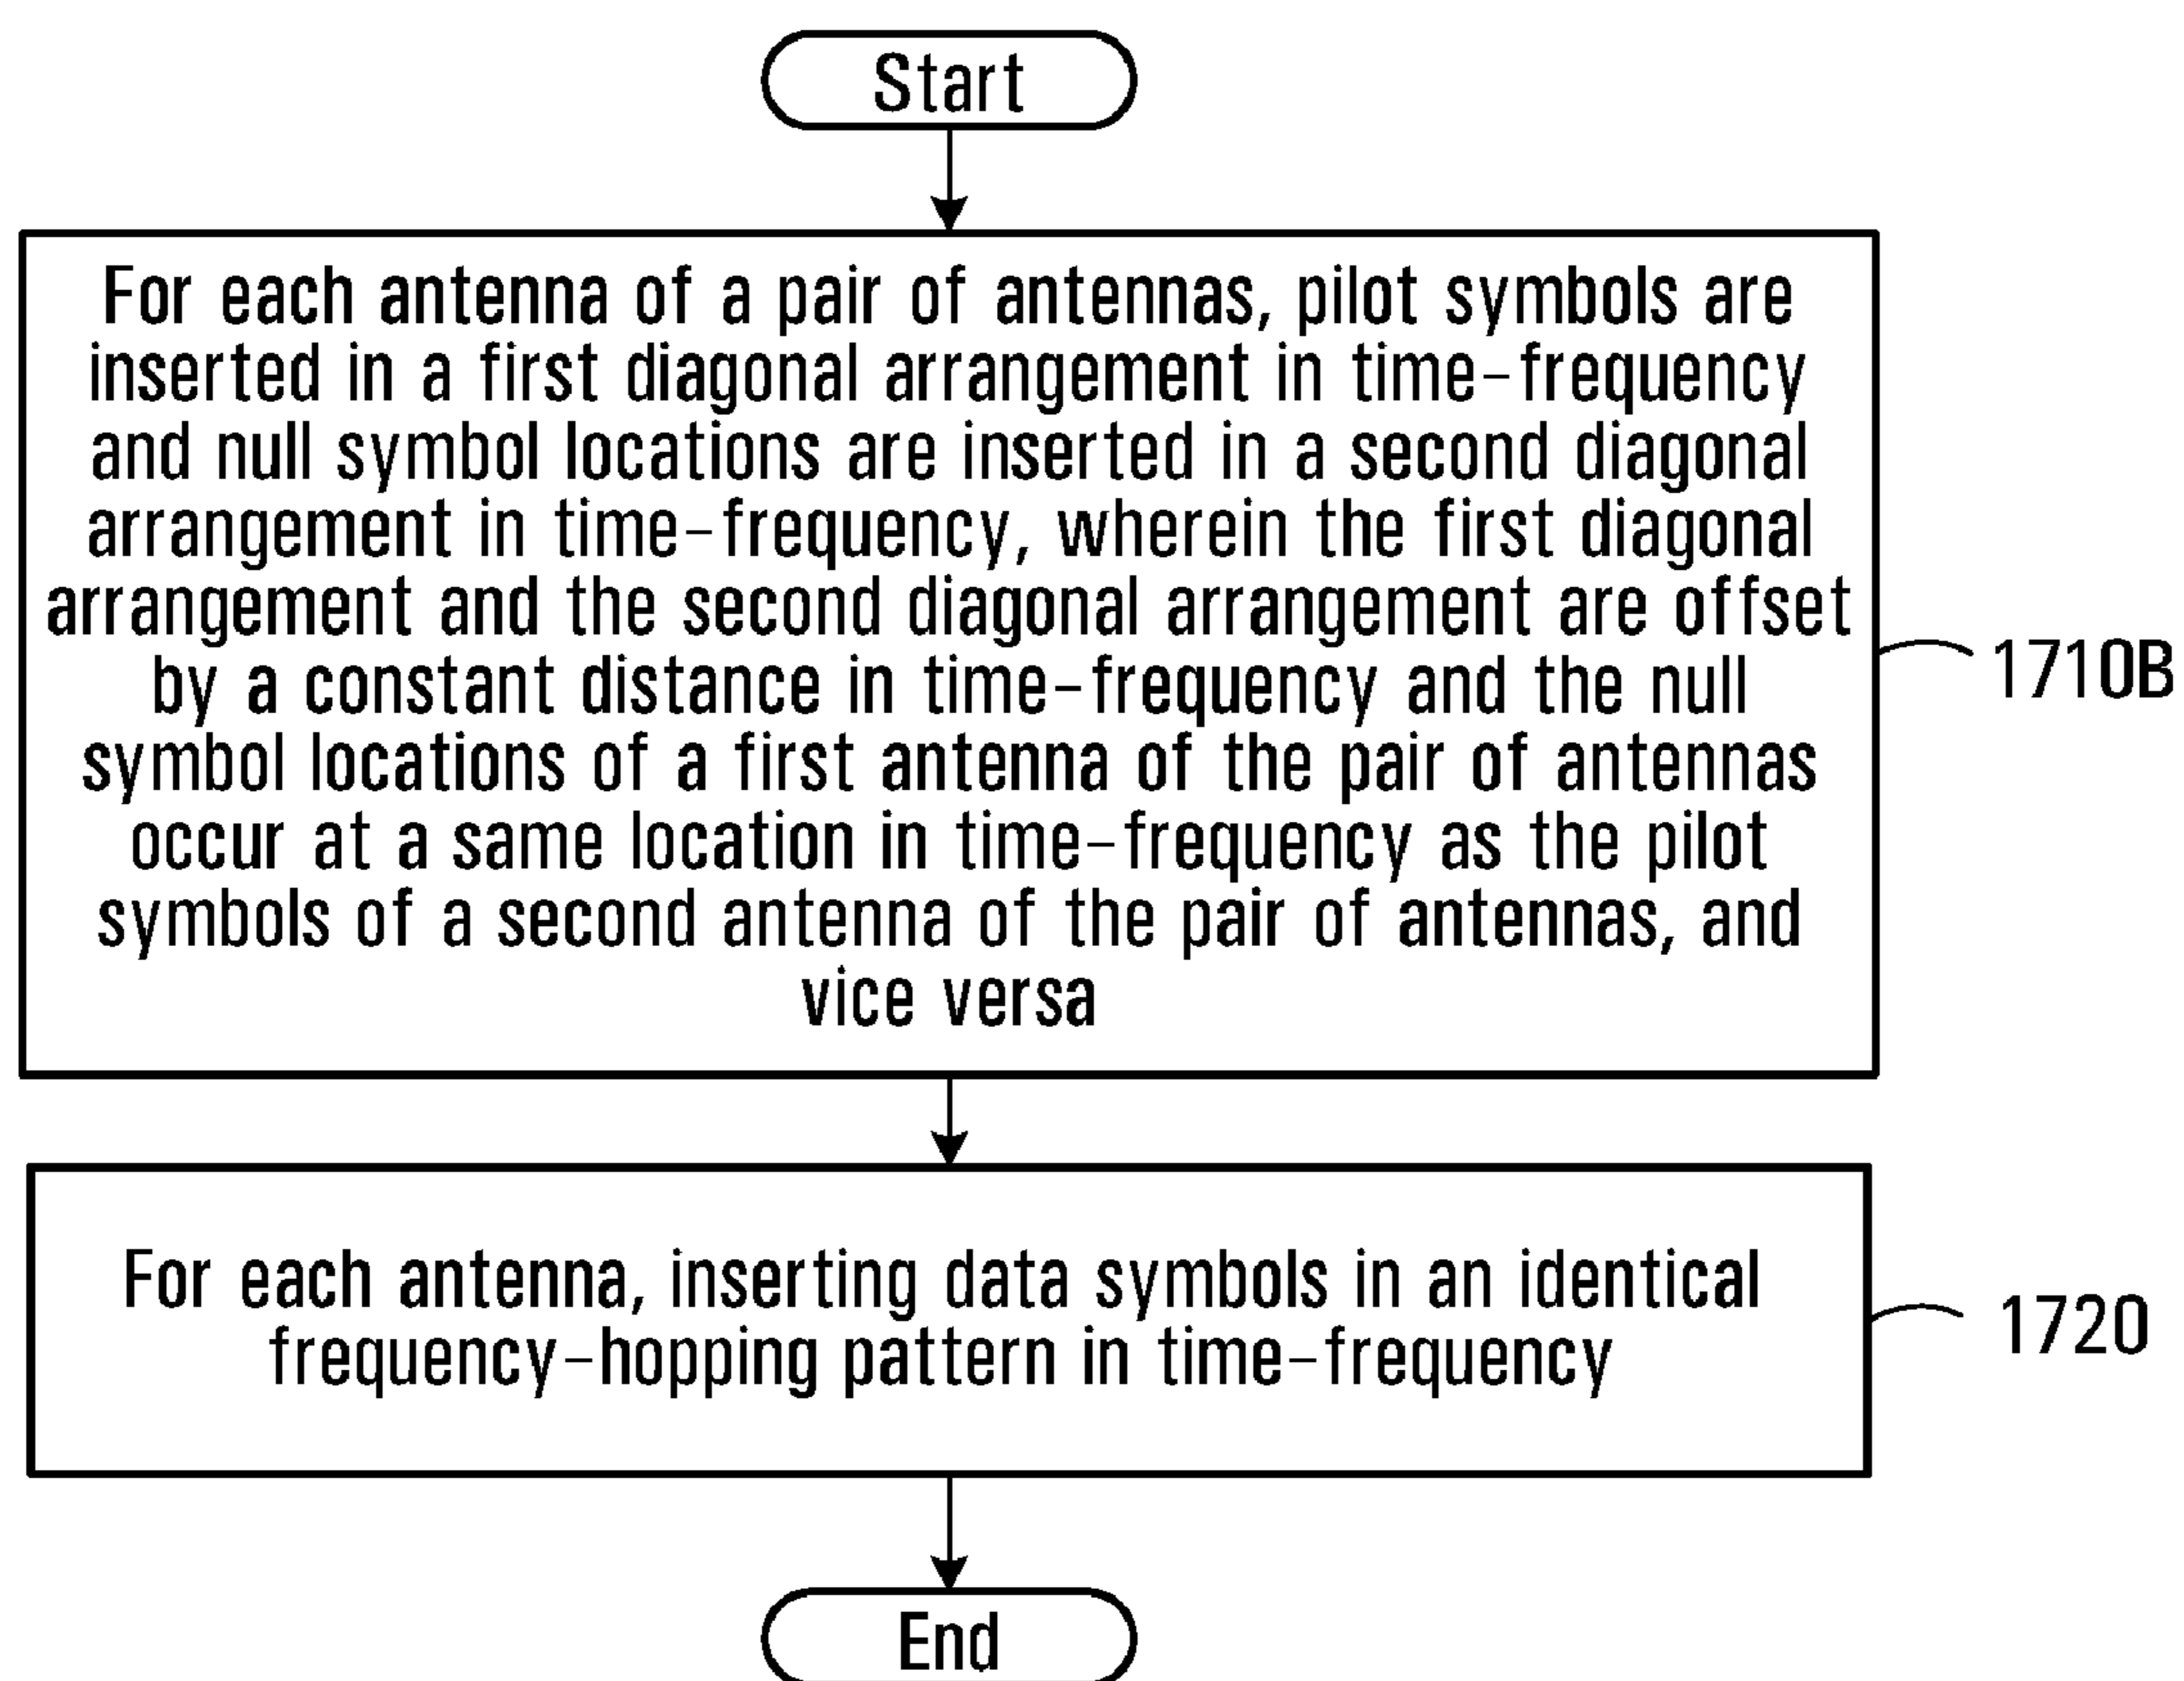 Start
For each antenna of a pair of antennas, pilot symbols are
inserted in a first diagonal arrangement in time-frequency
and null symbol locations are inserted in a second diagonal
arrangement in time-frequency, wherein the first diagonal
arrangement and the second diagonal arrangement are offset
by a constant distance in time-frequency and the null
symbol locations of a first antenna of the pair of antennas
occur at a same location in time-frequency as the pilot
symbols of a second antenna of the pair of antennas, and
vice versa
1710B
For each antenna, inserting data symbols in an identical
frequency-hopping pattern in time-frequency
1720
End